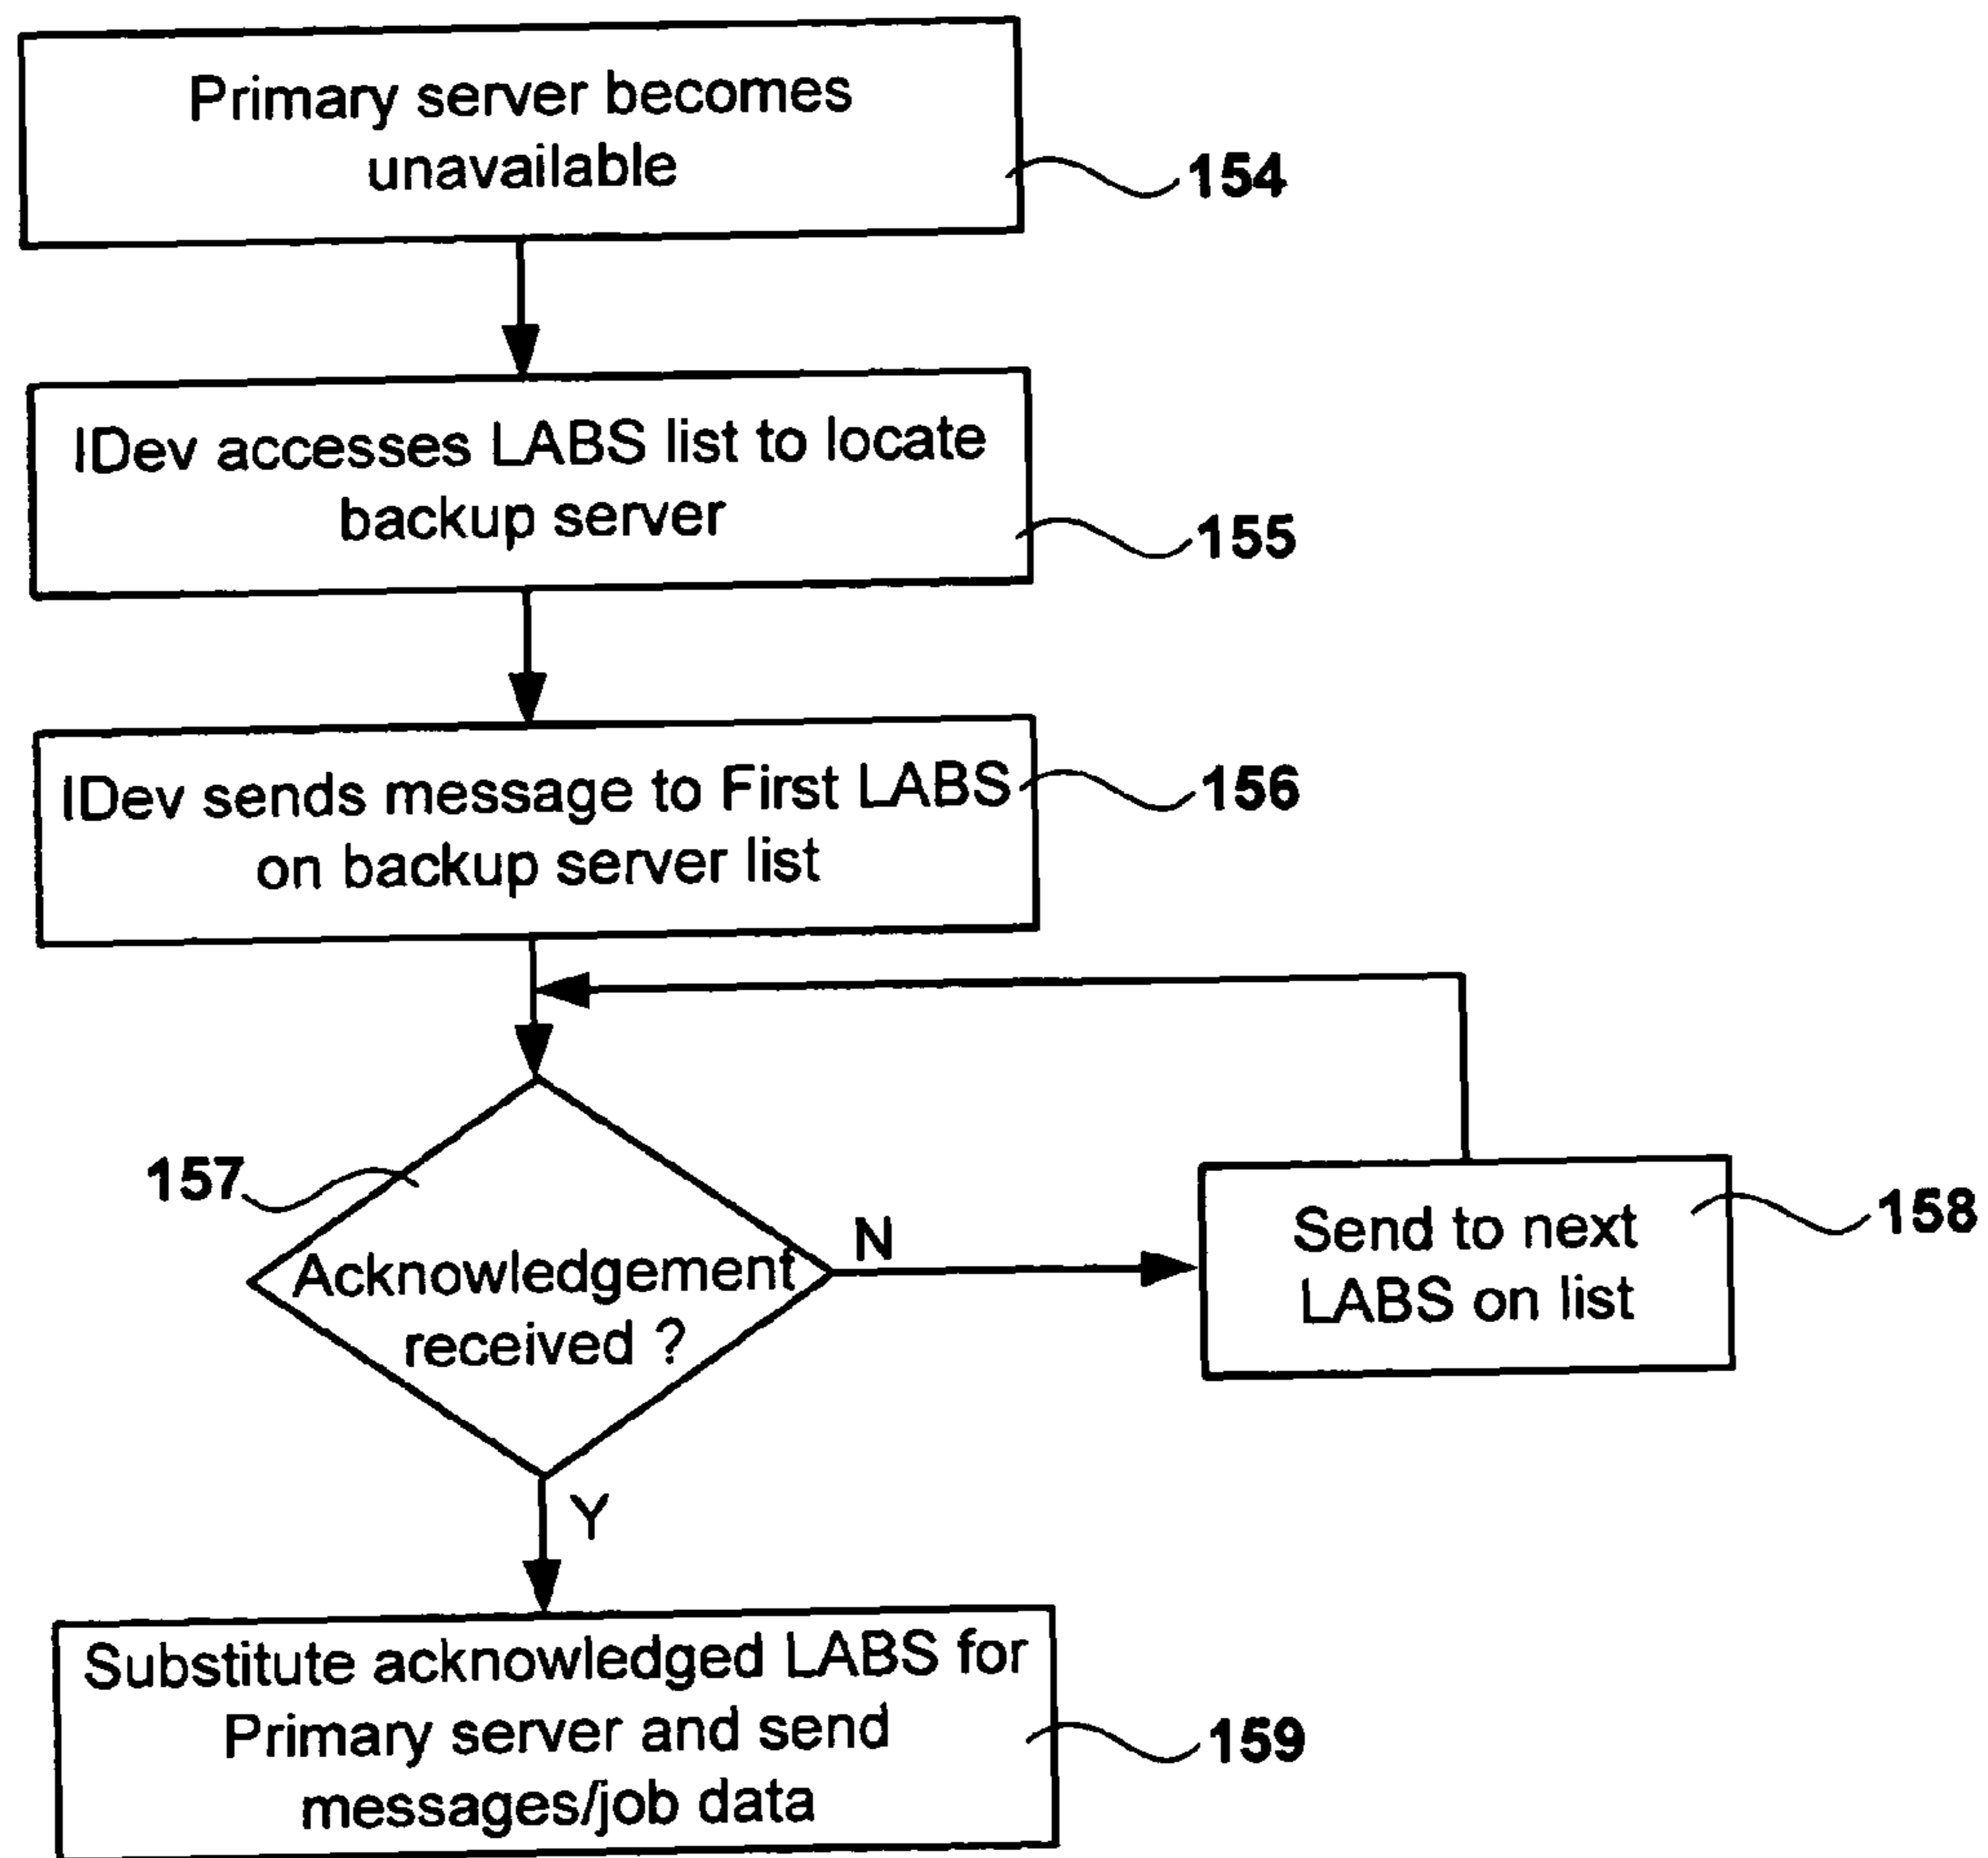 Primary server becomes
unavailable
154
IDev accesses LABS list to locate
backup server
155
IDev sends message to First LABS
on backup server list
156
157
Acknowledgement
received ?
N
Send to next
LABS on list
158
Y
Substitute acknowledged LABS for
Primary server and send
messages/job data
159